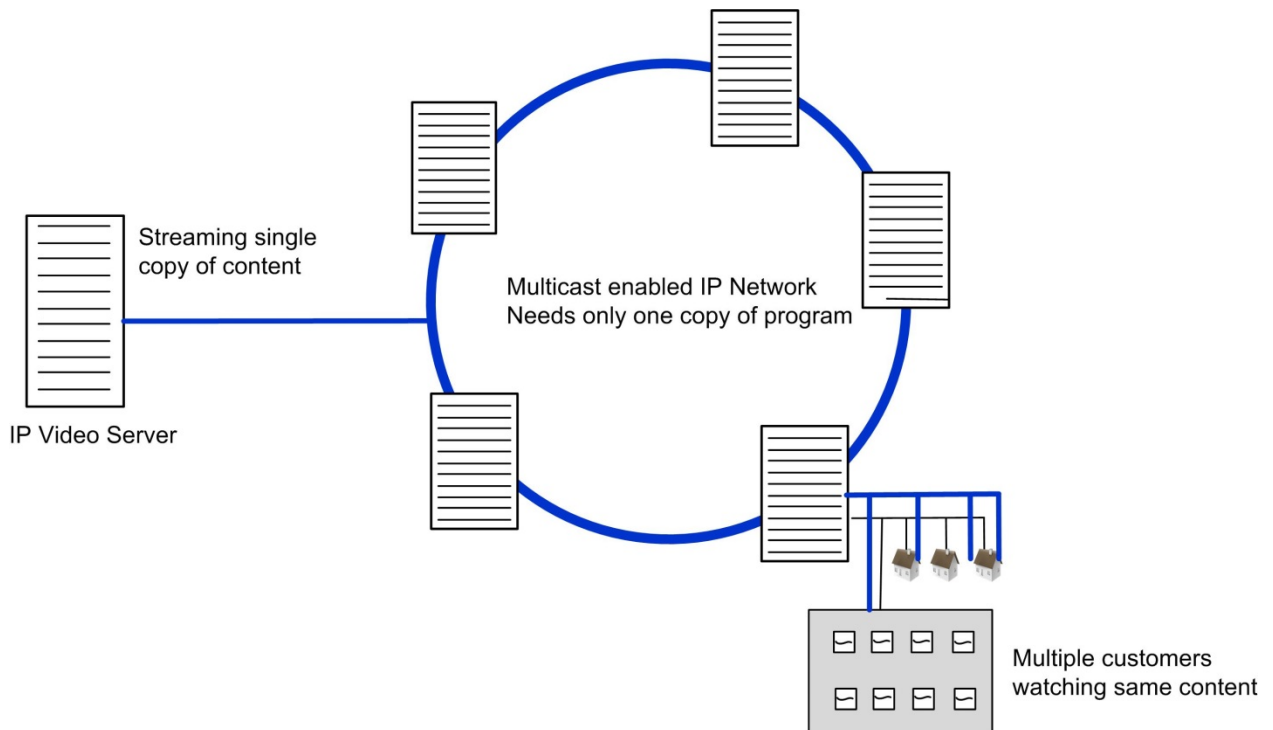 Streaming single
copy of content
Multicast enabled IP Network
Needs only one copy of program
IP Video Server
Multiple customers
watching same content